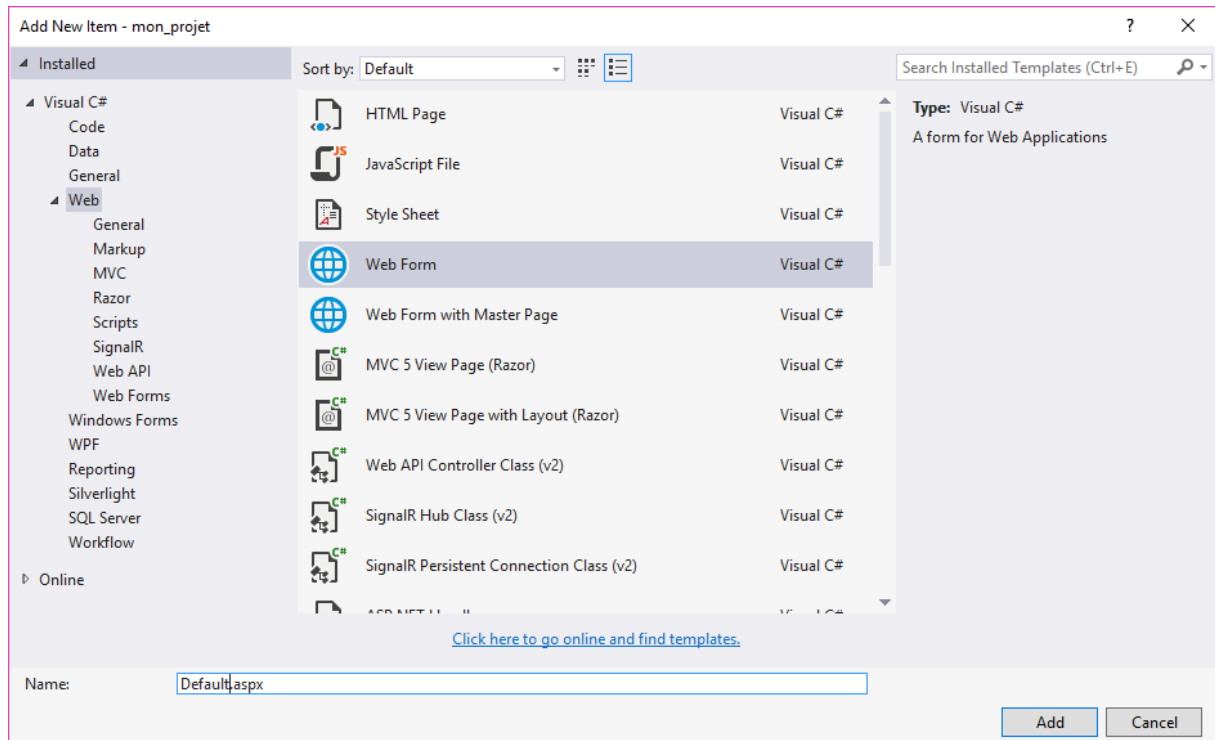 Add New Item - mon_projet
?
Installed
Sort by: Default
Search Installed Templates (Ctrl+E)
Visual C#
Code
Data
General
Web
General
Markup
MVC
Razor
Scripts
SignalR
Web API
Web Forms
Windows Forms
WPF
Reporting
Silverlight
SQL Server
Workflow
Online
HTML Page Visual C#
JavaScript File Visual C#
Style Sheet Visual C#
Web Form Visual C#
Web Form with Master Page Visual C#
MVC 5 View Page (Razor) Visual C#
MVC 5 View Page with Layout (Razor) Visual C#
Web API Controller Class (v2) Visual C#
SignalR Hub Class (v2) Visual C#
SignalR Persistent Connection Class (v2) Visual C#
Type: Visual C#
A form for Web Applications
Click here to go online and find templates.
Name: Default.aspx
Add Cancel